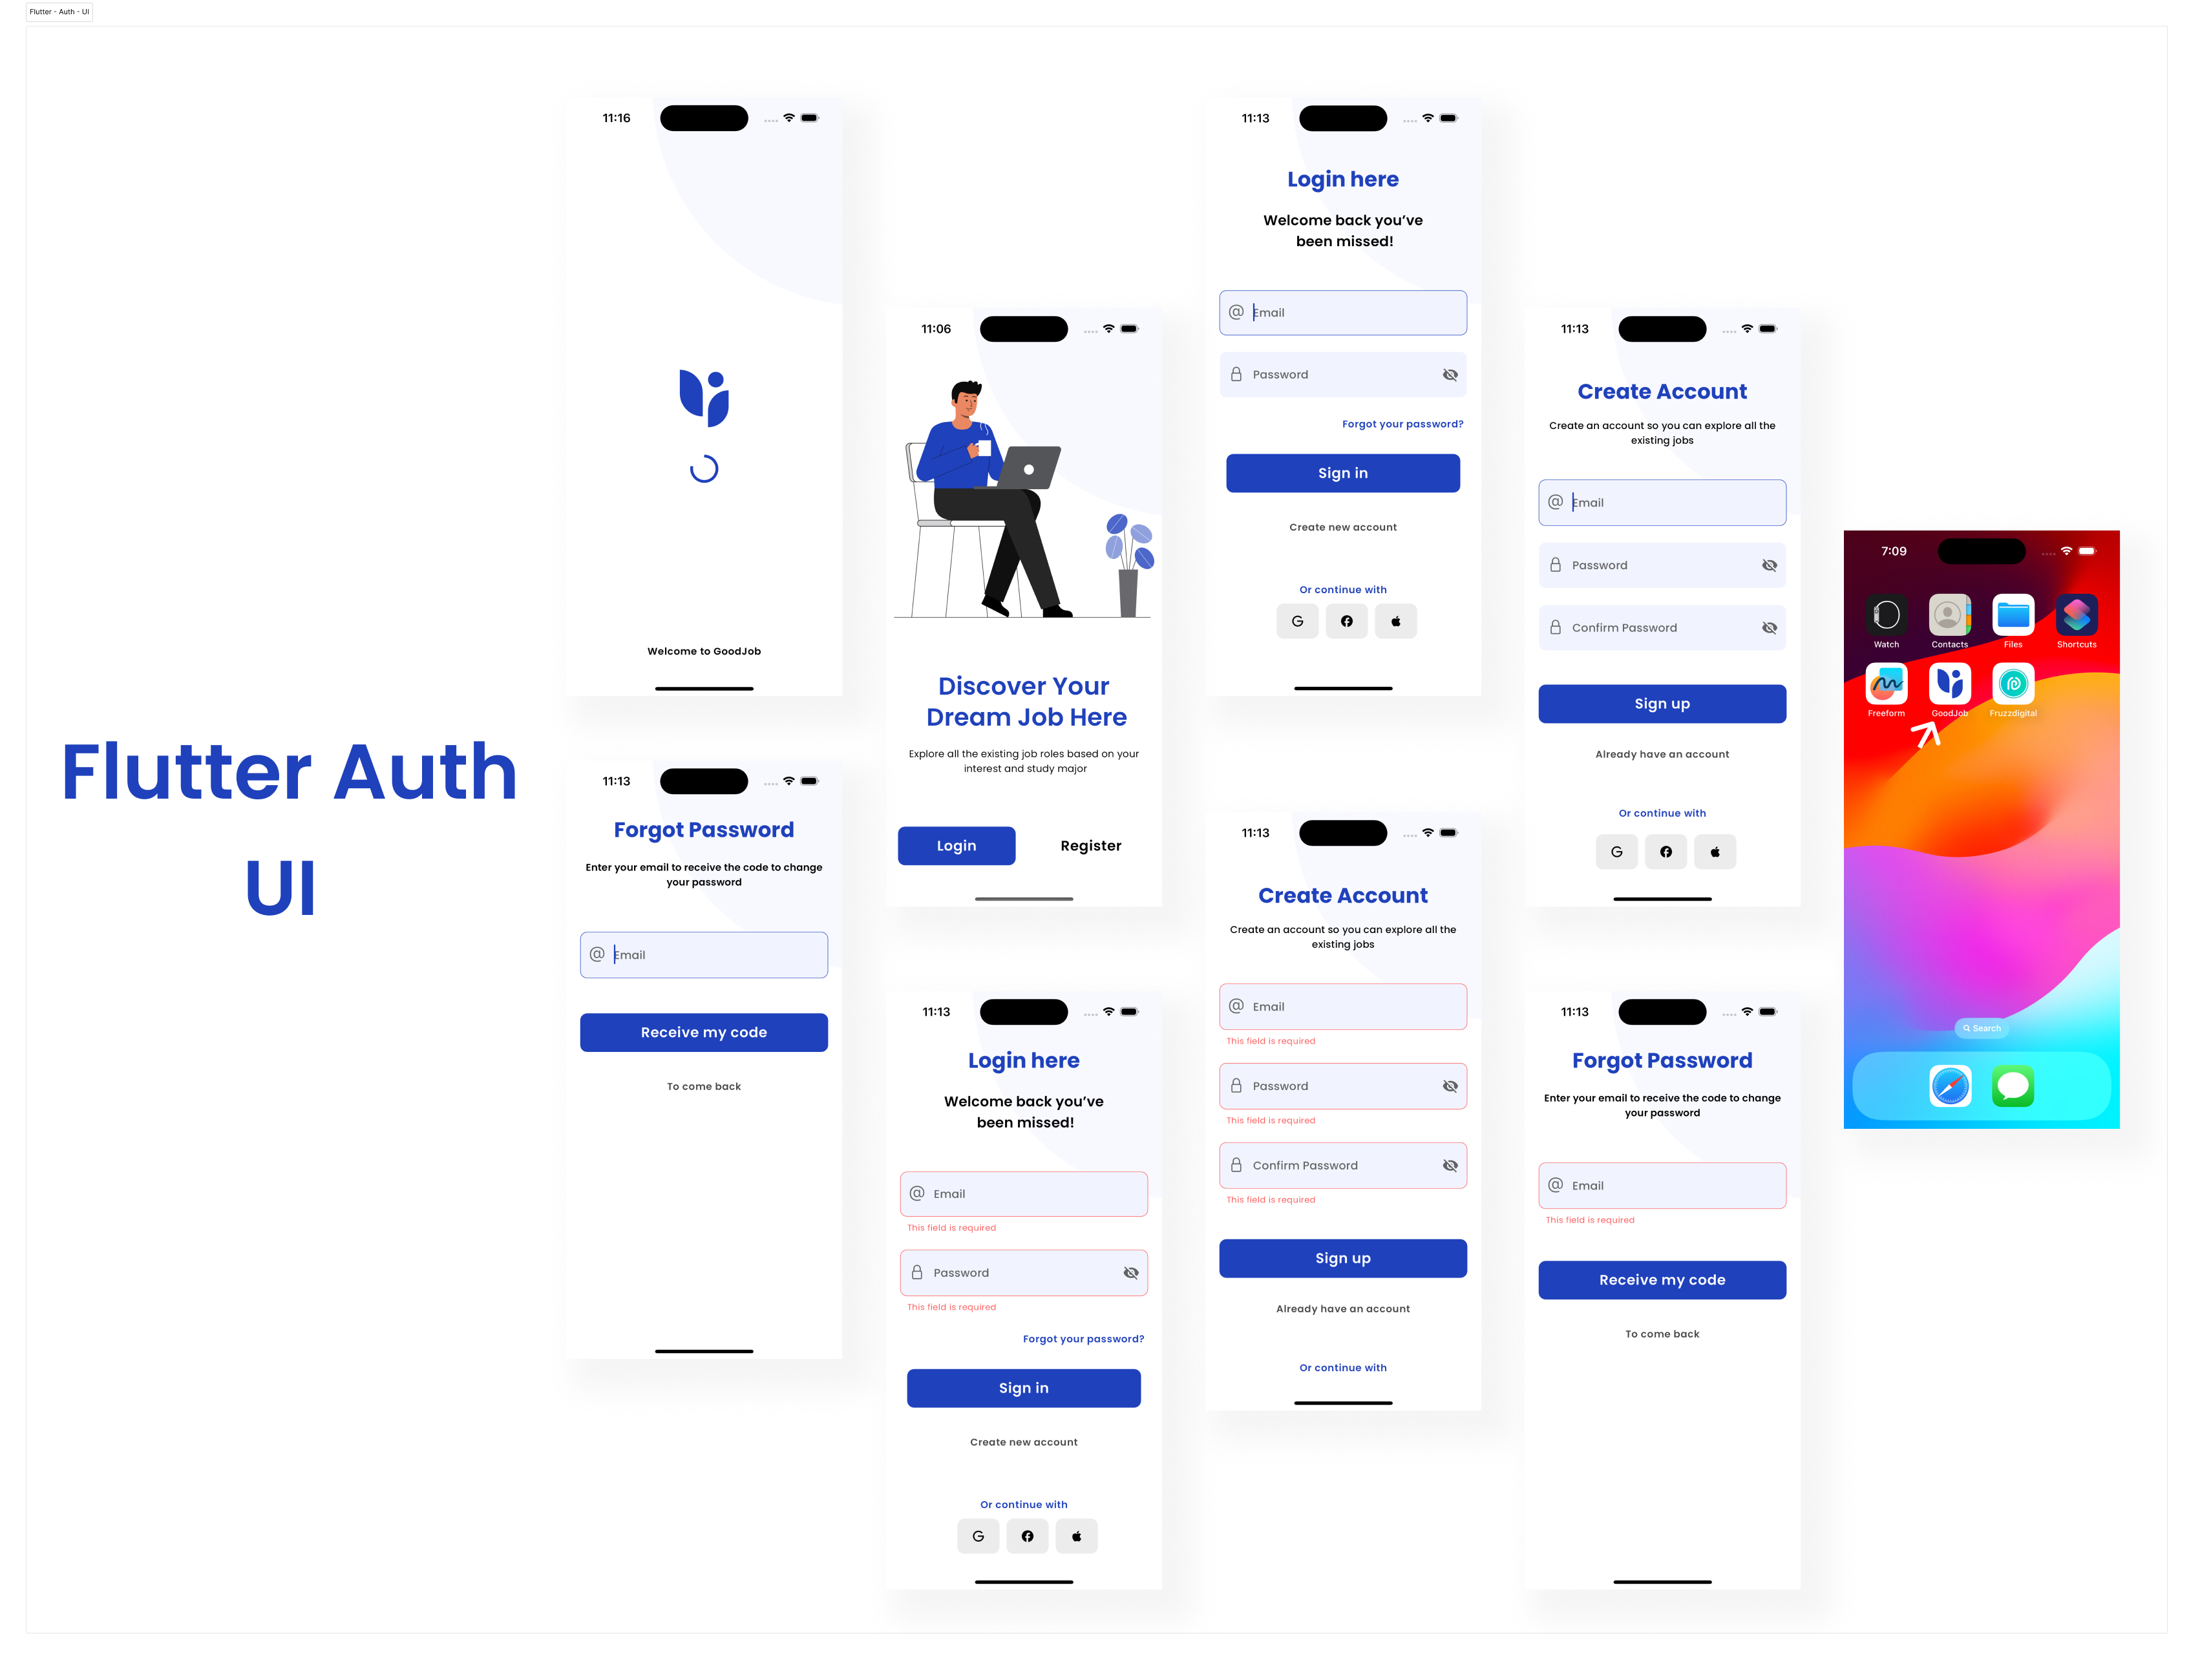 Flutter - Auth - UI
Flutter Auth
UI
11:16
Welcome to GoodJob
11:13
Forgot Password
Enter your email to receive the code to change
your password
@ Email
Receive my code
To come back
11:06
Discover Your
Dream Job Here
Explore all the existing job roles based on your
interest and study major
Login
Register
11:13
Login here
Welcome back you’ve
been missed!
@ Email
This field is required
Password
This field is required
Forgot your password?
Sign in
Create new account
Or continue with
G
11:13
Login here
Welcome back you’ve
been missed!
@ Email
Password
Forgot your password?
Sign in
Create new account
Or continue with
G
11:13
Create Account
Create an account so you can explore all the
existing jobs
@ Email
This field is required
Password
This field is required
Confirm Password
This field is required
Sign up
Already have an account
Or continue with
11:13
Create Account
Create an account so you can explore all the
existing jobs
@ Email
Password
Confirm Password
Sign up
Already have an account
Or continue with
G
11:13
Forgot Password
Enter your email to receive the code to change
your password
@ Email
This field is required
Receive my code
To come back
7:09
Watch Contacts Files Shortcuts
Freeform GoodJob Fruzzdigital
Search